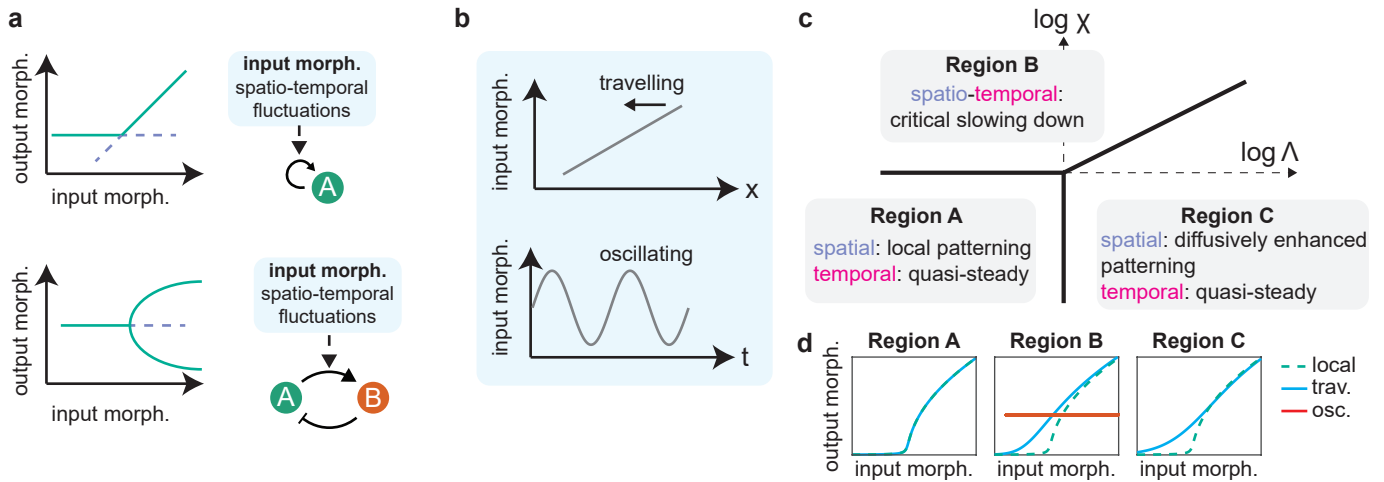 a
output morph.
input morph.
input morph.
spatio-temporal
fluctuations
A
output morph.
input morph.
input morph.
spatio-temporal
fluctuations
A
B
b
input morph.
travelling
x
input morph.
oscillating
t
c
log χ
Region B
spatio-temporal:
critical slowing down
log Λ
Region A
spatial: local patterning
temporal: quasi-steady
Region C
spatial: diffusively enhanced
patterning
temporal: quasi-steady
d
Region A
Region B
Region C
output morph.
input morph.
input morph.
input morph.
local
trav.
osc.